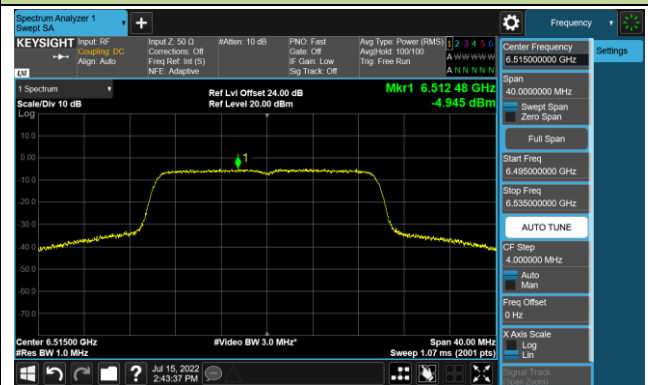 Spectrum Analyzer 1
Swept SA
+
Frequency
KEYSIGHT
Input: RF
Coupling: DC
Align: Auto
Input Z: 50 Ω
Corrections: Off
Freq Ref: Int (S)
NFE: Adaptive
#Atten: 10 dB
PNO: Fast
Gate: Off
IF Gain: Low
Sig Track: Off
Avg Type: Power (RMS)
Avg|Hold: 100/100
Trig: Free Run
1 2 3 4 5 6
A W W W W W
A N N N N N
LXI
1 Spectrum
Scale/Div 10 dB
Log
Ref Lvl Offset 24.00 dB
Ref Level 20.00 dBm
Mkr1 6.512 48 GHz
-4.945 dBm
10.0
0.00
-10.0
-20.0
-30.0
-40.0
-50.0
-60.0
-70.0
1
Center 6.51500 GHz
#Res BW 1.0 MHz
#Video BW 3.0 MHz*
Span 40.00 MHz
Sweep 1.07 ms (2001 pts)
Jul 15, 2022
2:43:37 PM
Center Frequency
6.515000000 GHz
Settings
Span
40.0000000 MHz
Swept Span
Zero Span
Full Span
Start Freq
6.495000000 GHz
Stop Freq
6.535000000 GHz
AUTO TUNE
CF Step
4.000000 MHz
Auto
Man
Freq Offset
0 Hz
X Axis Scale
Log
Lin
Signal Track
(Span Zoom)